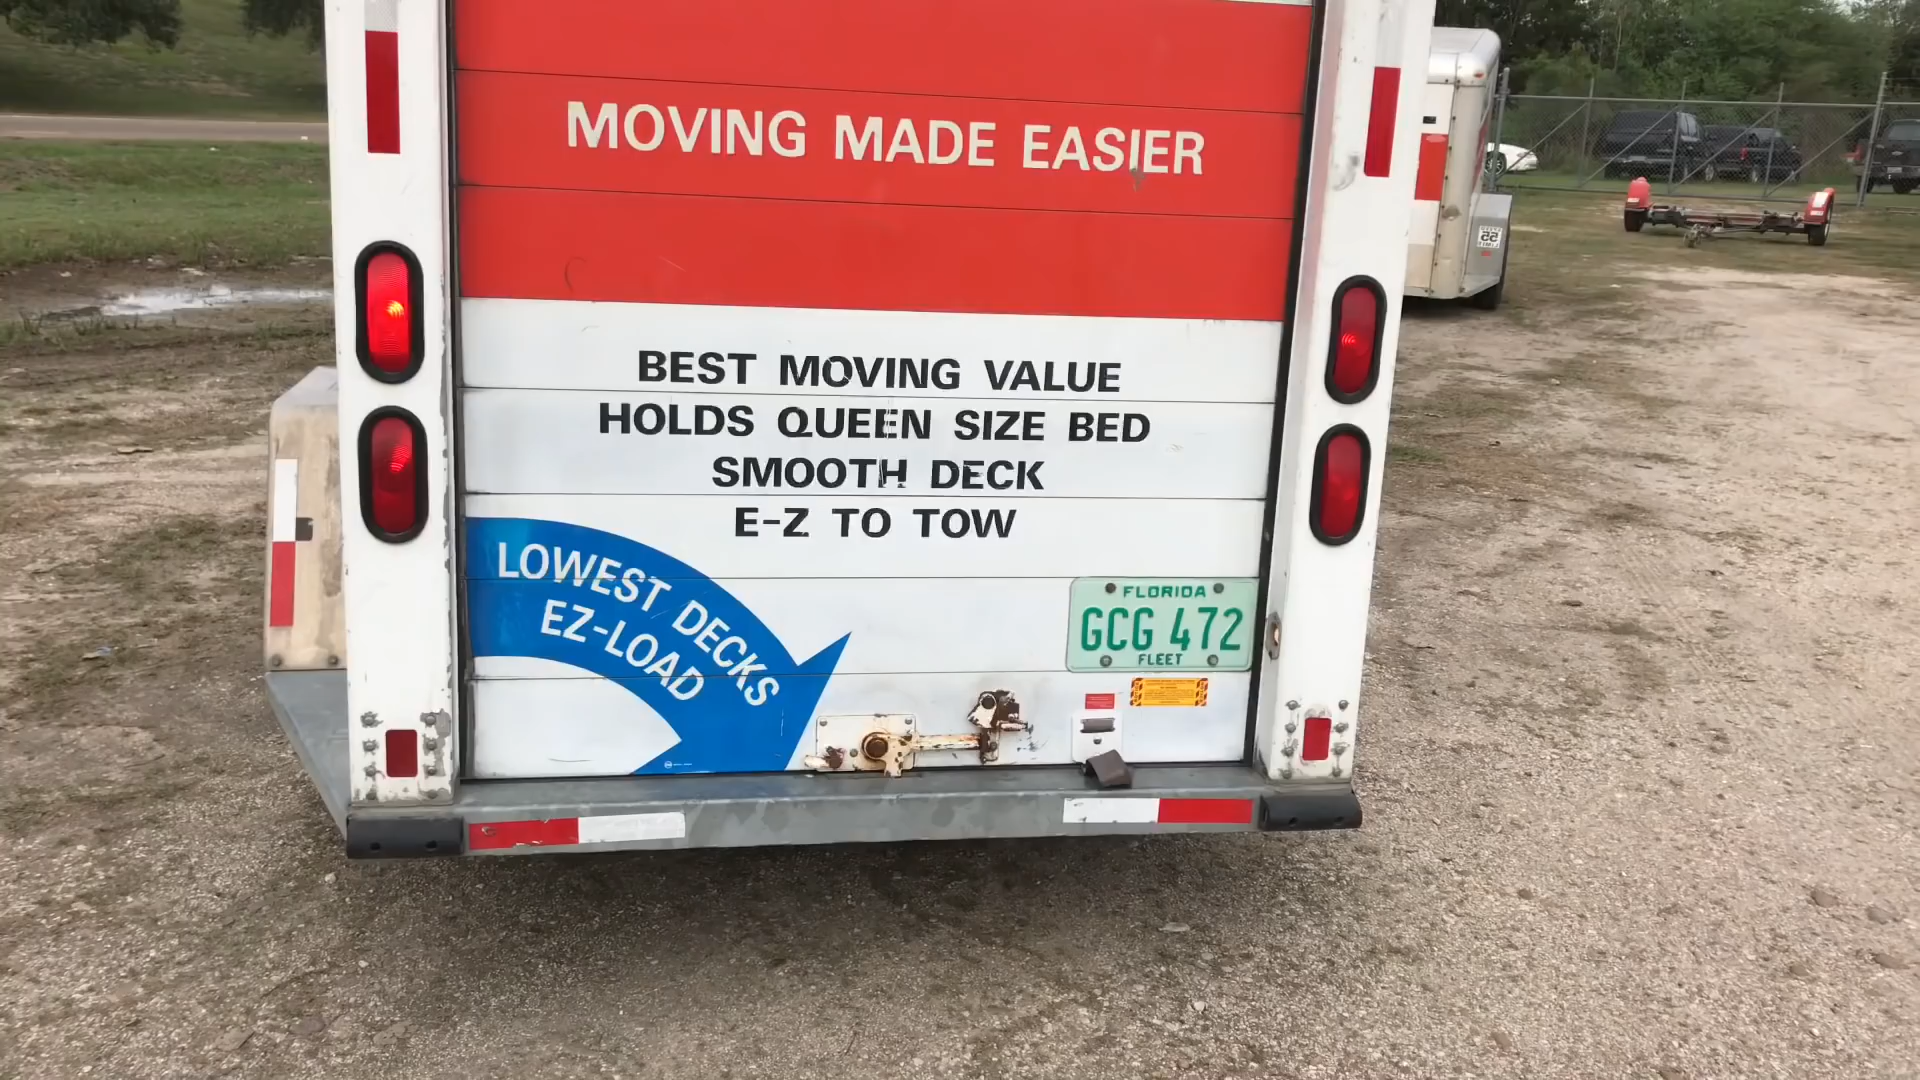 MOVING MADE EASIER
BEST MOVING VALUE
HOLDS QUEEN SIZE BED
SMOOTH DECK
E-Z TO TOW
LOWEST DECKS
EZ-LOAD
FLORIDA
GCG 472
FLEET
55